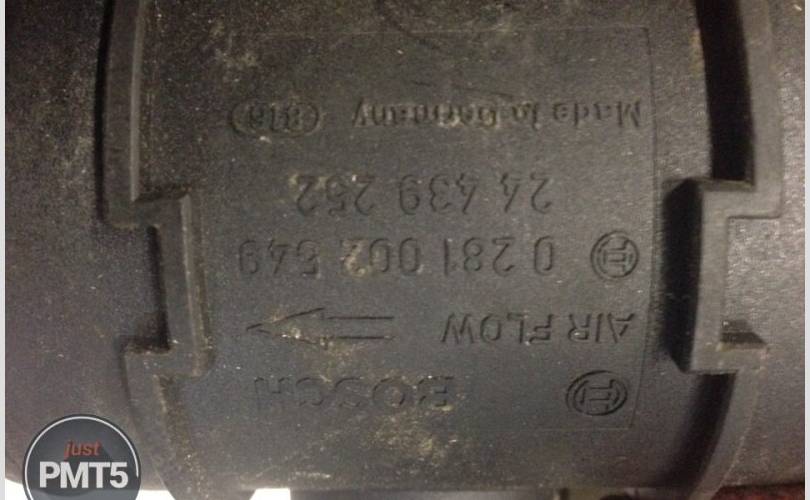 BOSCH
AIR FLOW
0 281 002 549
24 439 252
Made in Germany
just
PMT5